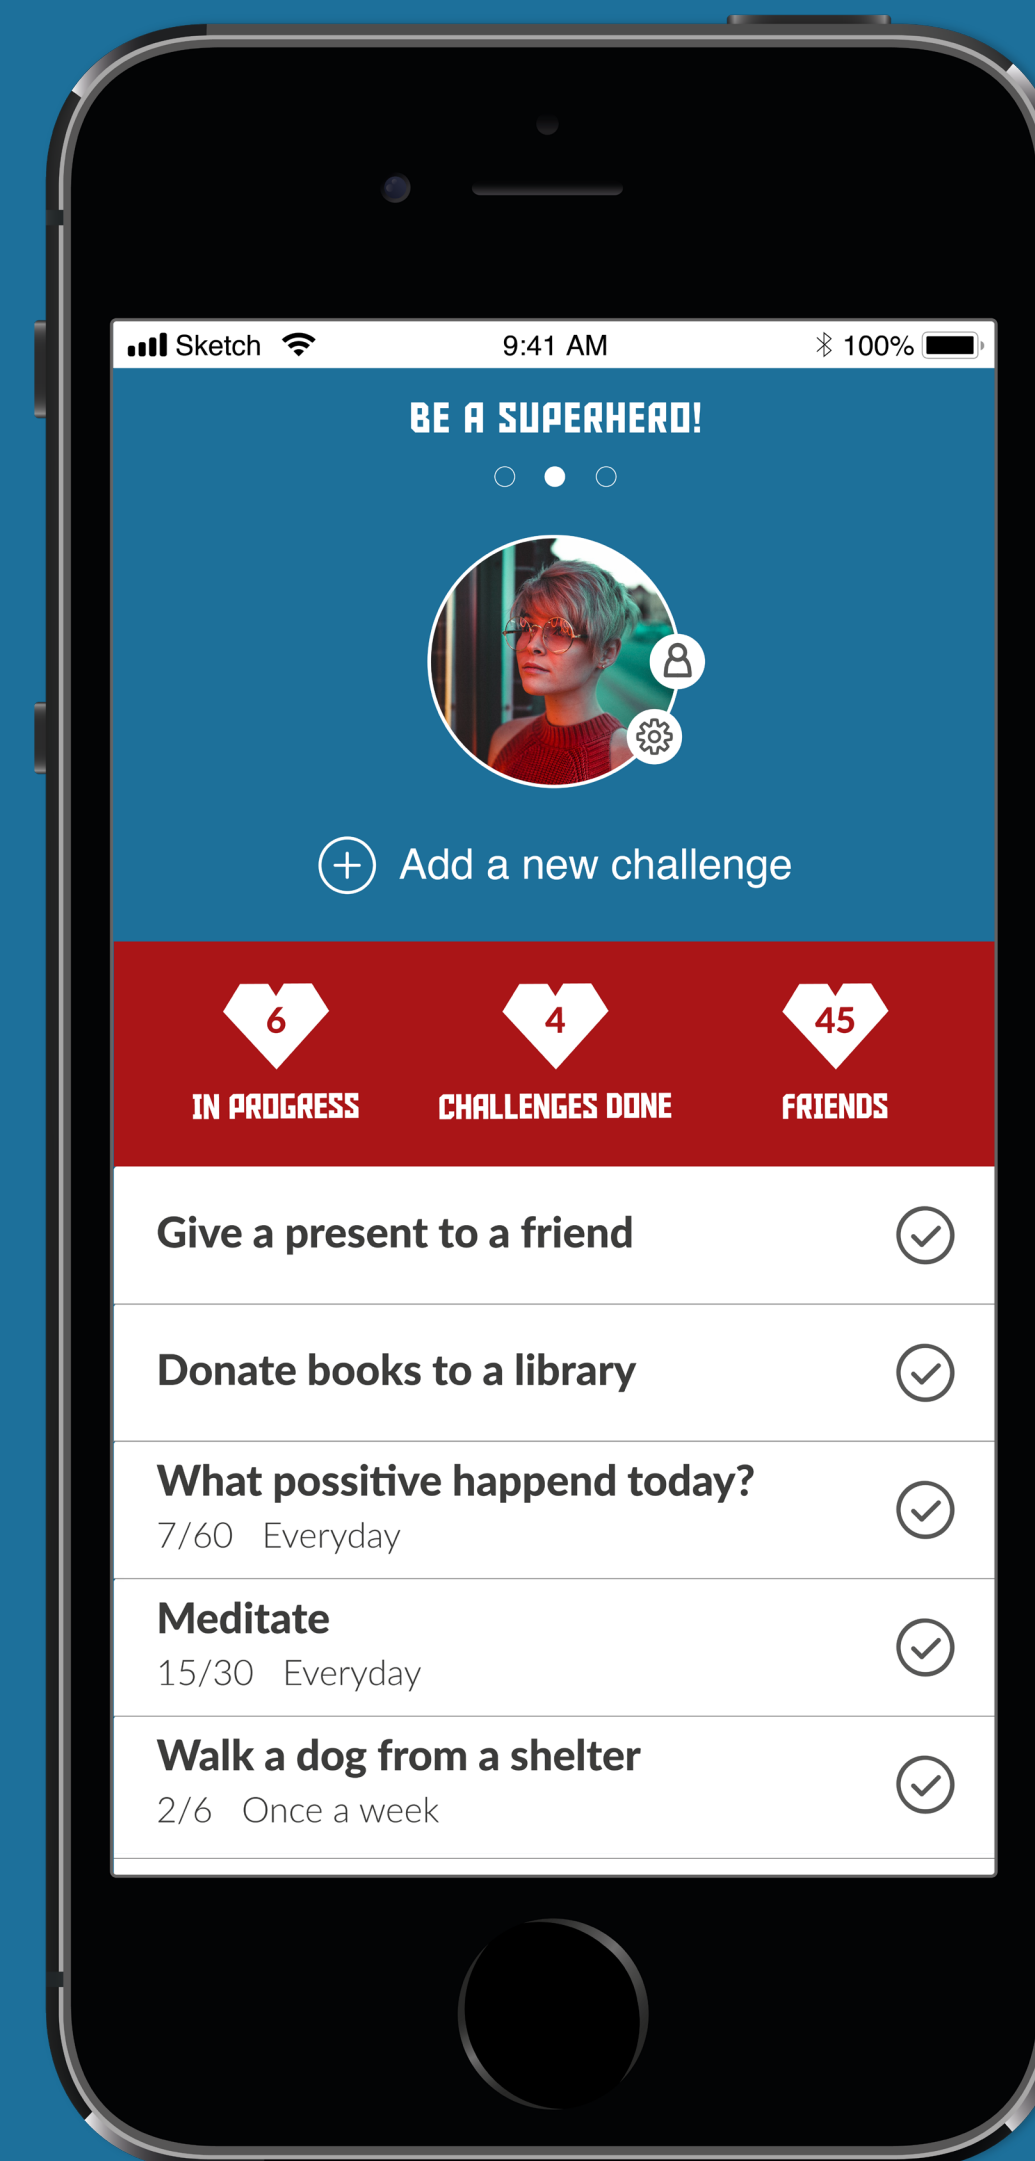 Sketch 9:41 AM 100%
BE A SUPERHERO!
Add a new challenge
6 4 45
IN PROGRESS CHALLENGES DONE FRIENDS
Give a present to a friend
Donate books to a library
What possitive happend today?
7/60 Everyday
Meditate
15/30 Everyday
Walk a dog from a shelter
2/6 Once a week